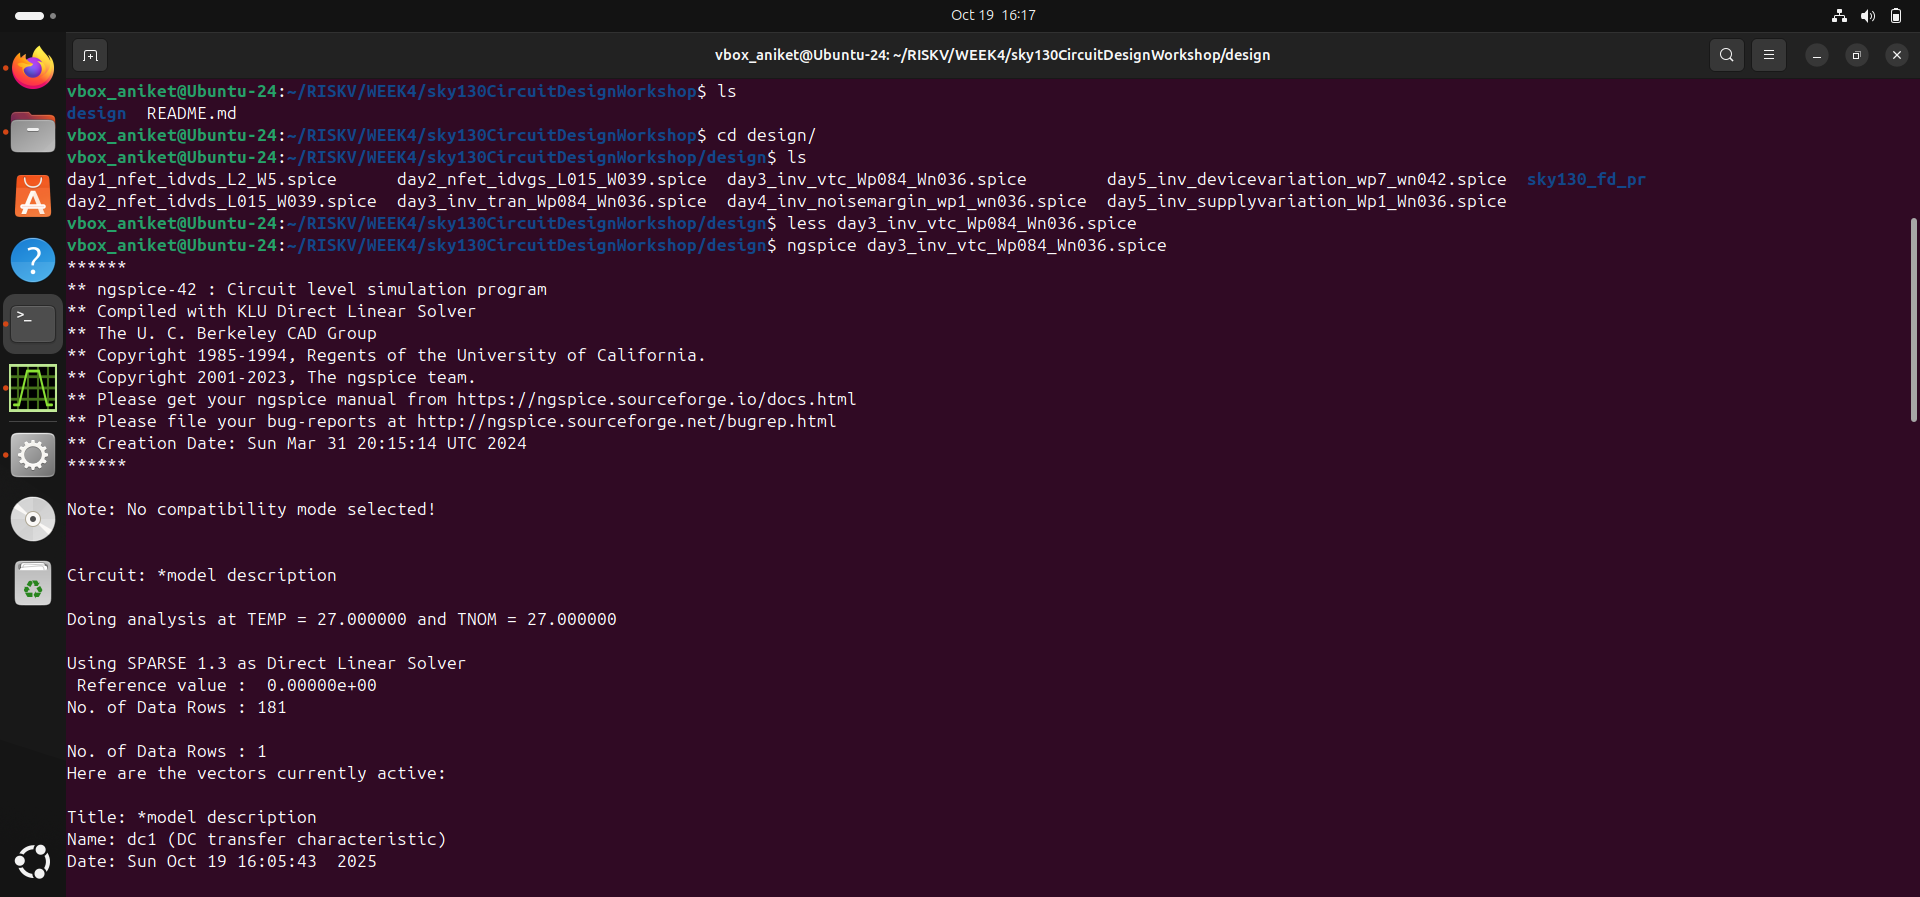 Oct 19 16:17
vbox_aniket@Ubuntu-24: ~/RISKV/WEEK4/sky130CircuitDesignWorkshop/design
vbox_aniket@Ubuntu-24:~/RISKV/WEEK4/sky130CircuitDesignWorkshop$ ls
design  README.md
vbox_aniket@Ubuntu-24:~/RISKV/WEEK4/sky130CircuitDesignWorkshop$ cd design/
vbox_aniket@Ubuntu-24:~/RISKV/WEEK4/sky130CircuitDesignWorkshop/design$ ls
day1_nfet_idvds_L2_W5.spice      day2_nfet_idvgs_L015_W039.spice  day3_inv_vtc_Wp084_Wn036.spice        day5_inv_devicevariation_wp7_wn042.spice  sky130_fd_pr
day2_nfet_idvds_L015_W039.spice  day3_inv_tran_Wp084_Wn036.spice  day4_inv_noisemargin_wp1_wn036.spice  day5_inv_supplyvariation_Wp1_Wn036.spice
vbox_aniket@Ubuntu-24:~/RISKV/WEEK4/sky130CircuitDesignWorkshop/design$ less day3_inv_vtc_Wp084_Wn036.spice
vbox_aniket@Ubuntu-24:~/RISKV/WEEK4/sky130CircuitDesignWorkshop/design$ ngspice day3_inv_vtc_Wp084_Wn036.spice
******
** ngspice-42 : Circuit level simulation program
** Compiled with KLU Direct Linear Solver
** The U. C. Berkeley CAD Group
** Copyright 1985-1994, Regents of the University of California.
** Copyright 2001-2023, The ngspice team.
** Please get your ngspice manual from https://ngspice.sourceforge.io/docs.html
** Please file your bug-reports at http://ngspice.sourceforge.net/bugrep.html
** Creation Date: Sun Mar 31 20:15:14 UTC 2024
******
Note: No compatibility mode selected!
Circuit: *model description
Doing analysis at TEMP = 27.000000 and TNOM = 27.000000
Using SPARSE 1.3 as Direct Linear Solver
 Reference value :  0.00000e+00
No. of Data Rows : 181
No. of Data Rows : 1
Here are the vectors currently active:
Title: *model description
Name: dc1 (DC transfer characteristic)
Date: Sun Oct 19 16:05:43  2025